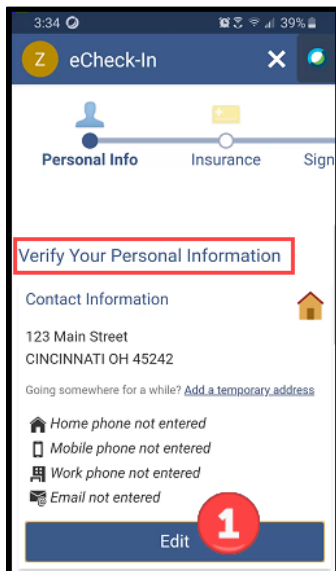 3:34 39%
Z eCheck-In
Personal Info Insurance Sign
Verify Your Personal Information
Contact Information
123 Main Street
CINCINNATI OH 45242
Going somewhere for a while? Add a temporary address
Home phone not entered
Mobile phone not entered
Work phone not entered
Email not entered
Edit 1